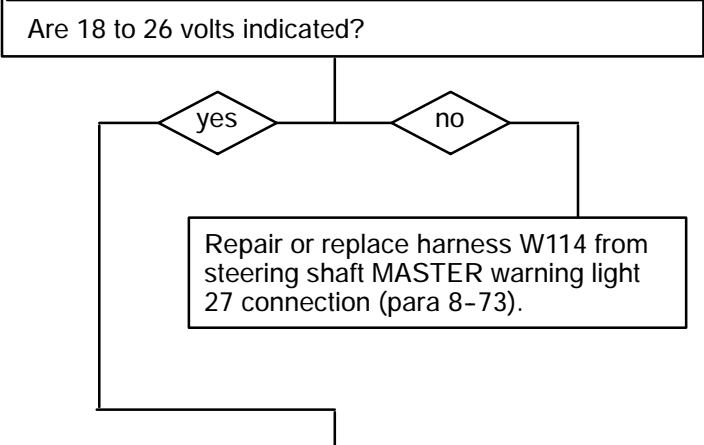 Are 18 to 26 volts indicated?
yes
no
Repair or replace harness W114 from
steering shaft MASTER warning light
27 connection (para 8-73).